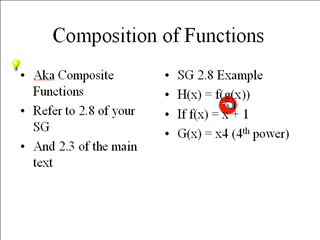 Composition of Functions
• Aka Composite
Functions
• Refer to 2.8 of your
SG
• And 2.3 of the main
text
• SG 2.8 Example
• H(x) = f(g(x))
• If f(x) = x + 1
• G(x) = x4 (4th power)